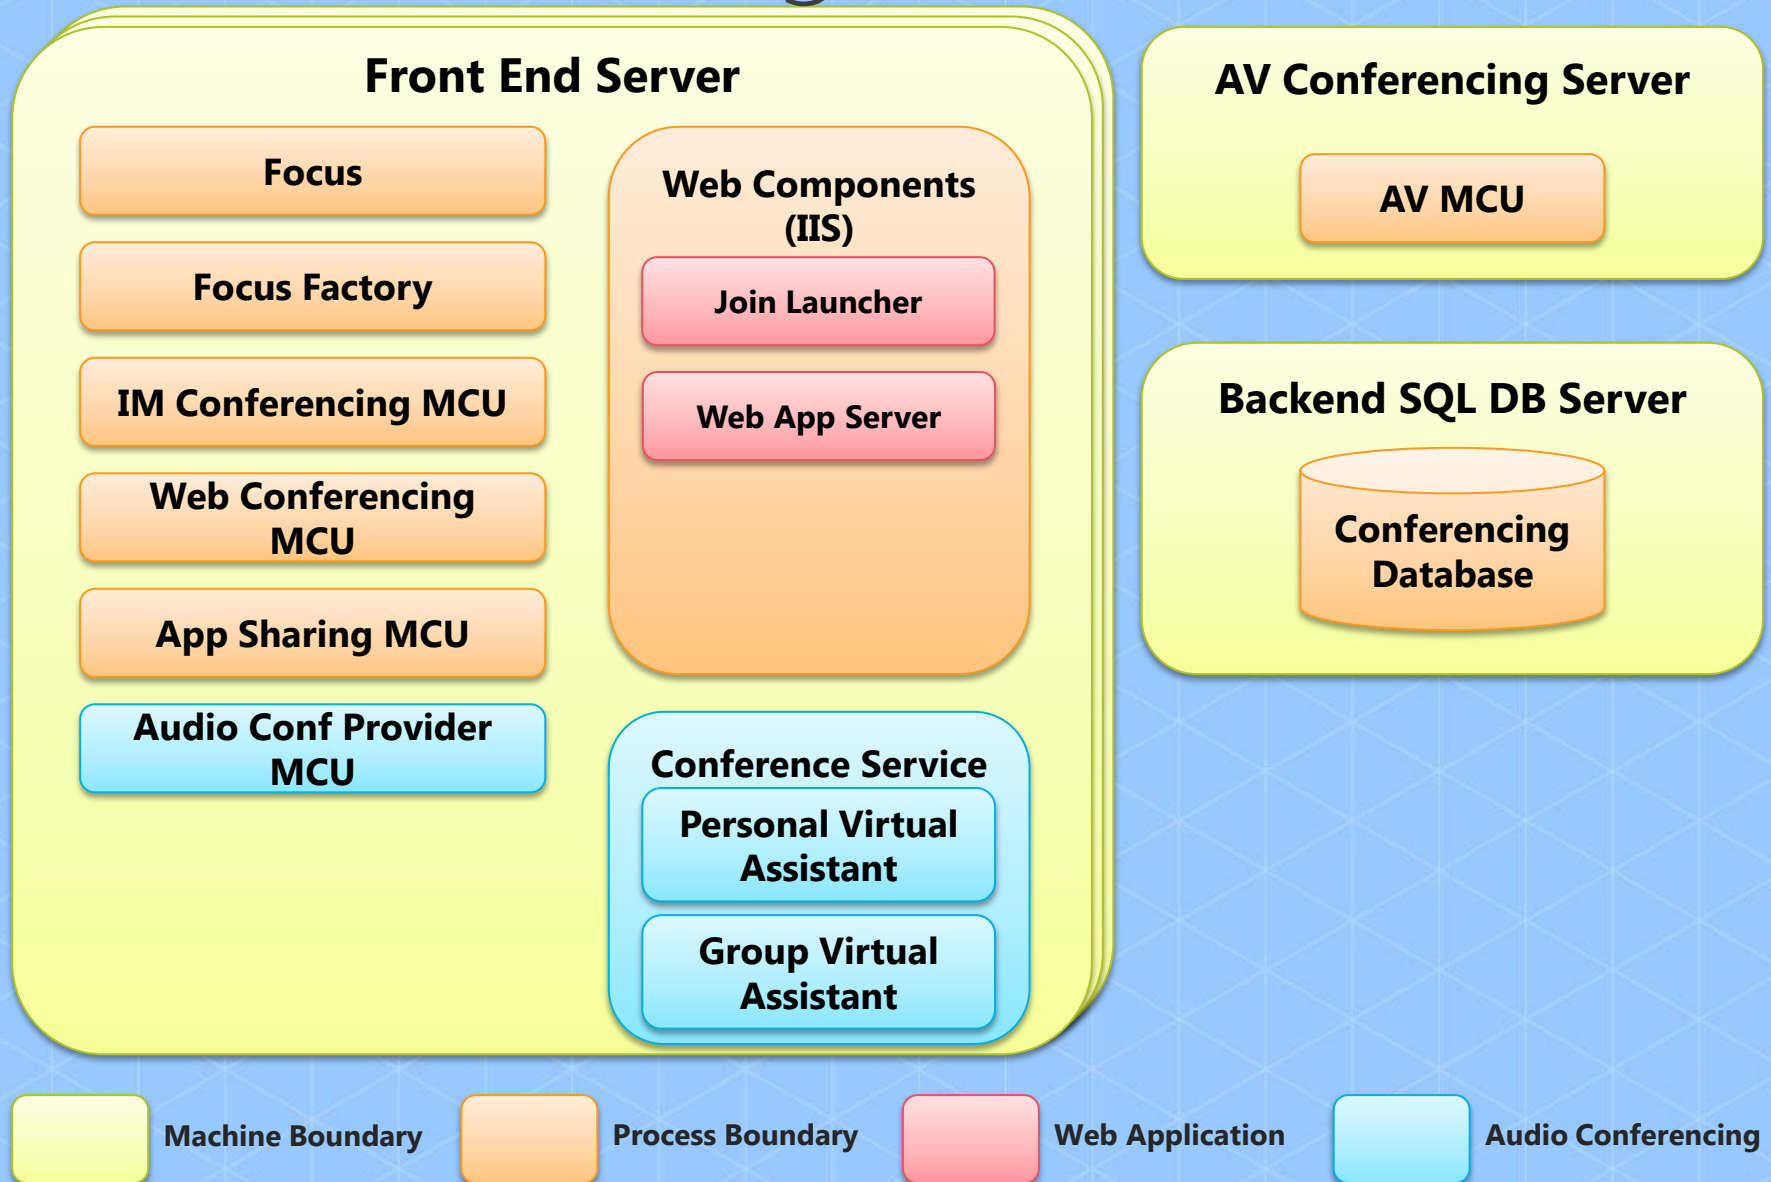 Front End Server
Focus
Focus Factory
IM Conferencing MCU
Web Conferencing
MCU
App Sharing MCU
Audio Conf Provider
MCU
Web Components
(IIS)
Join Launcher
Web App Server
Conference Service
Personal Virtual
Assistant
Group Virtual
Assistant
AV Conferencing Server
AV MCU
Backend SQL DB Server
Conferencing
Database
Machine Boundary
Process Boundary
Web Application
Audio Conferencing